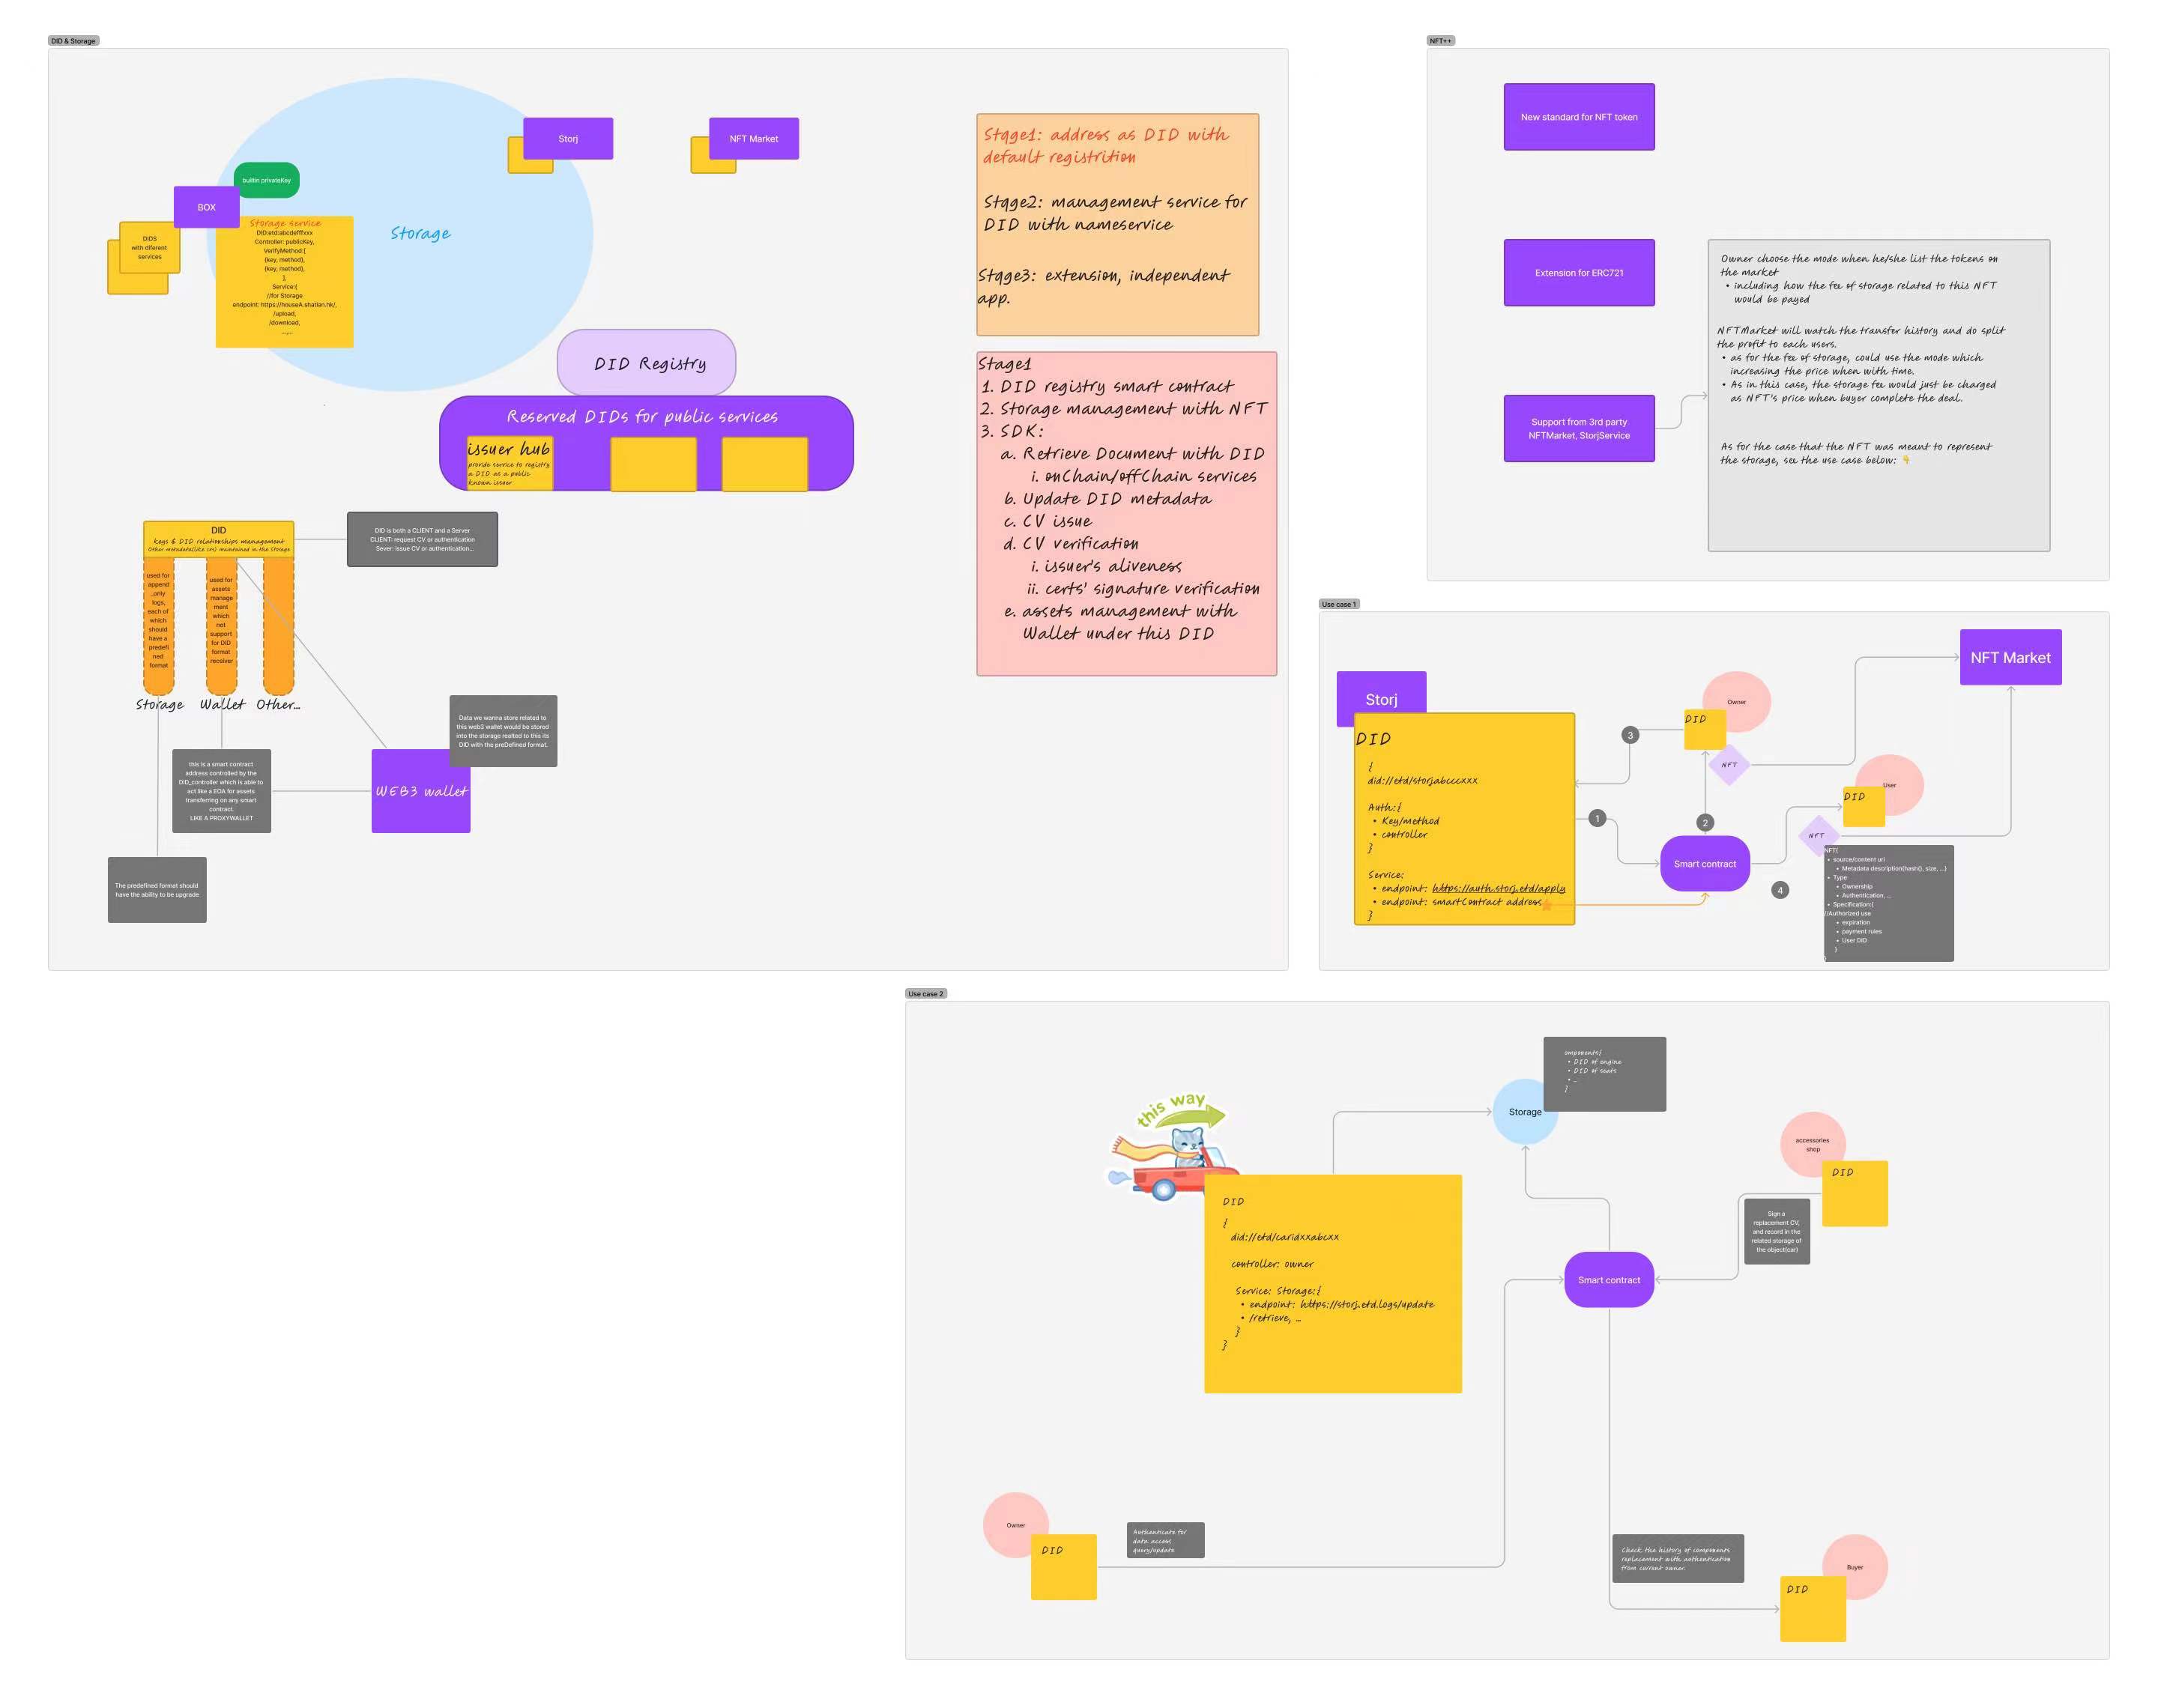 DID & Storage
Storj
NFT Market
builtin privateKey
BOX
DIDS
with diferent
services
Storage service
DID:etd:abcdefffxxx
Controller: publicKey,
VerifyMethod:[
{key, method},
{key, method},
],
Service:{
//for Storage
endpoint: https://houseA.shatien.hk/,
/upload,
/download,
Storage
DID Registry
Reserved DIDs for public services
issuer hub
provide service to registry
a DID as a public
known issuer
DID
keys & DID relationships management
Other metadata(like cvs) maintained in the Storage
DID is both a CLIENT and a Server
CLIENT: request CV or authentication
Sever: issue CV or authentication...
used for
append
_only
logs,
each of
which
should
have a
predefi
ned
format
used for
assets
manage
ment
which
not
support
for DID
format
receiver
Storage
Wallet
Other...
Data we wanna store related to
this web3 wallet would be stored
into the storage realted to this its
DID with the preDefined format.
this is a smart contract
address controlled by the
DID_controller which is able to
act like a EOA for assets
transferring on any smart
contract.
LIKE A PROXYWALLET
WEB3 wallet
The predefined format should
have the ability to be upgrade
Stage1: address as DID with
default registrition
Stage2: management service for
DID with nameservice
Stage3: extension, independent
app.
Stage1
1. DID registry smart contract
2. Storage management with NFT
3. SDK:
a. Retrieve Document with DID
i. onChain/offChain services
b. Update DID metadata
c. CV issue
d. CV verification
i. issuer's aliveness
ii. certs' signature verification
e. assets management with
Wallet under this DID
NFT++
New standard for NFT token
Extension for ERC721
Support from 3rd party
NFTMarket, StorjService
Owner choose the mode when he/she list the tokens on
the market
• including how the fee of storage related to this NFT
would be payed
NFTMarket will watch the transfer history and do split
the profit to each users.
• as for the fee of storage, could use the mode which
increasing the price when with time.
• As in this case, the storage fee would just be charged
as NFT's price when buyer complete the deal.
As for the case that the NFT was meant to represent
the storage, see the use case below: 👇
Use case 1
NFT Market
Storj
DID
{
did://etd/storjabcccxxx
Auth:{
• Key/method
• controller
}
Service:
• endpoint: https://auth.storj.etd/apply
• endpoint: smartContract address
}
Owner
DID
NFT
3
1
2
Smart contract
User
DID
NFT
4
NFT{
• source/content uri
• Metadata description(hash(), size, ...)
• Type
• Ownership
• Authentication, ...
• Specification:{
//Authorized use
• expiration
• payment rules
• User DID
}
}
Use case 2
this way
Storage
omponents{
• DID of engine
• DID of seats
• ...
}
DID
{
did://etd/caridxxabcxx
controller: owner
Service: Storage:{
• endpoint: https://storj.etd.logs/update
• /retrieve, ...
}
}
accessories
shop
DID
Sign a
replacement CV,
and record in the
related storage of
the object(car)
Smart contract
Owner
DID
Authenticate for
data access
query/update
Check the history of components
replacement with authentication
from current owner.
Buyer
DID